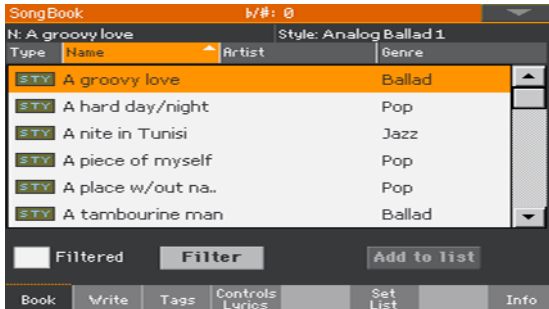 SongBook ♭/#: 0
N: A groovy love Style: Analog Ballad 1
Type Name Artist Genre
STY A groovy love Ballad
STY A hard day/night Pop
STY A nite in Tunisi Jazz
STY A piece of myself Pop
STY A place w/out na.. Pop
STY A tambourine man Ballad
Filtered Filter Add to list
Book Write Tags Controls Lyrics Set List Info